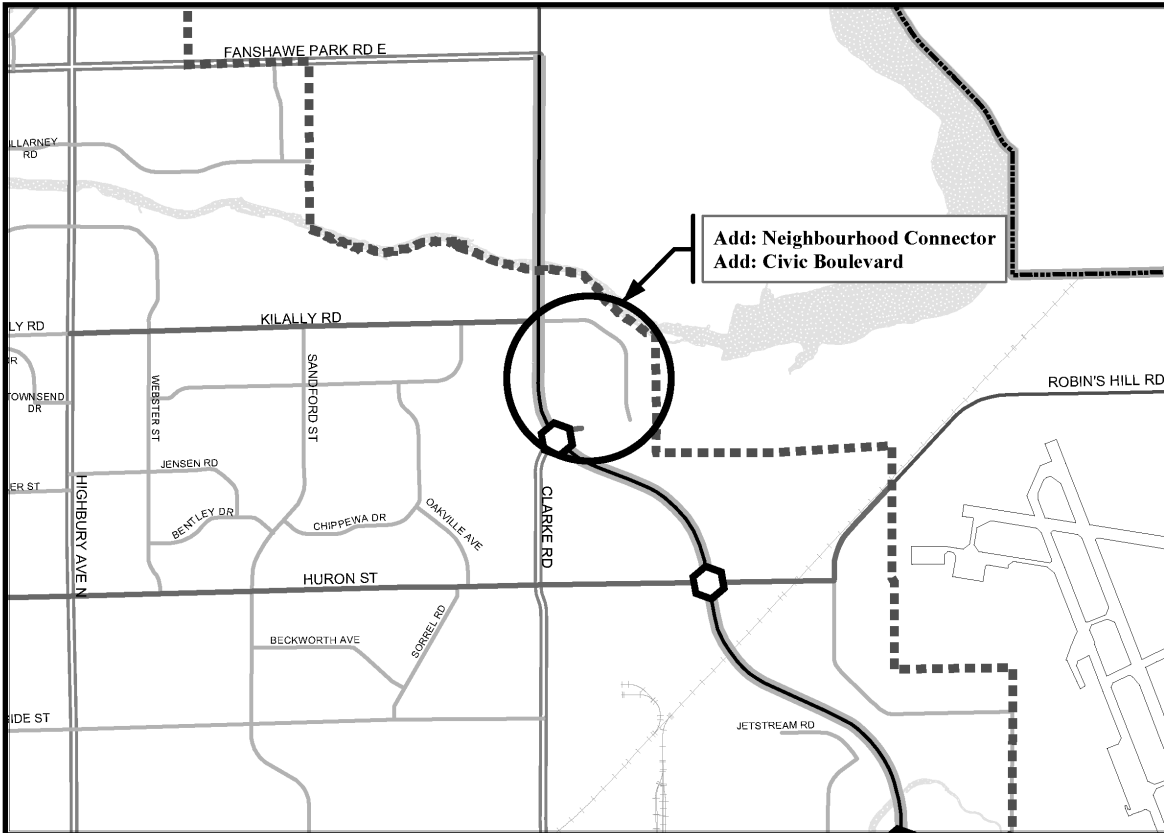 FANSHAWE PARK RD E
LLARNEY
RD
Add: Neighbourhood Connector
Add: Civic Boulevard
KILALLY RD
LY RD
SANDFORD ST
WEBSTER ST
TOWNSEND
DR
ROBIN'S HILL RD
JENSEN RD
ER ST
HIGHBURY AVE N
BENTLEY DR
CHIPPEWA DR
OAKVILLE AVE
CLARKE RD
HURON ST
BECKWORTH AVE
SORREL RD
IDE ST
JETSTREAM RD